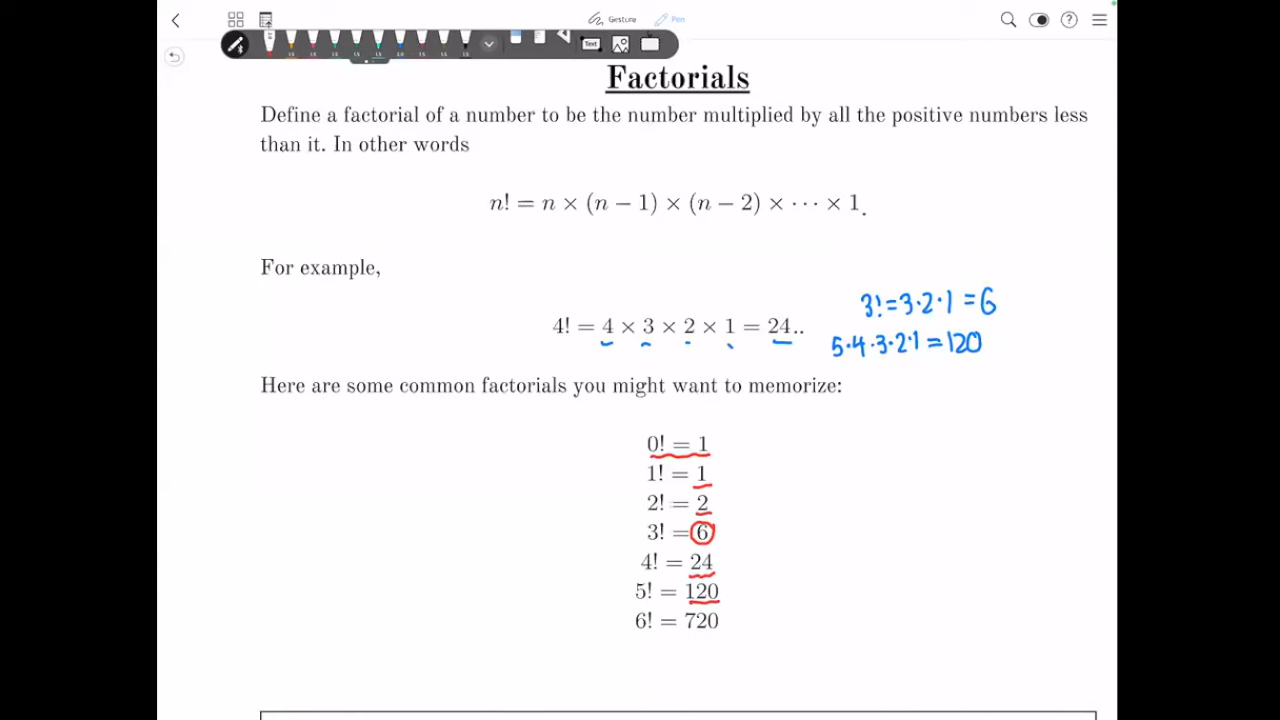 Gesture Pen
Text
Factorials
Define a factorial of a number to be the number multiplied by all the positive numbers less
than it. In other words
n! = n × (n − 1) × (n − 2) × ⋯ × 1.
For example,
3! = 3·2·1 = 6
4! = 4 × 3 × 2 × 1 = 24..
5·4·3·2·1 = 120
Here are some common factorials you might want to memorize:
0! = 1
1! = 1
2! = 2
3! = 6
4! = 24
5! = 120
6! = 720